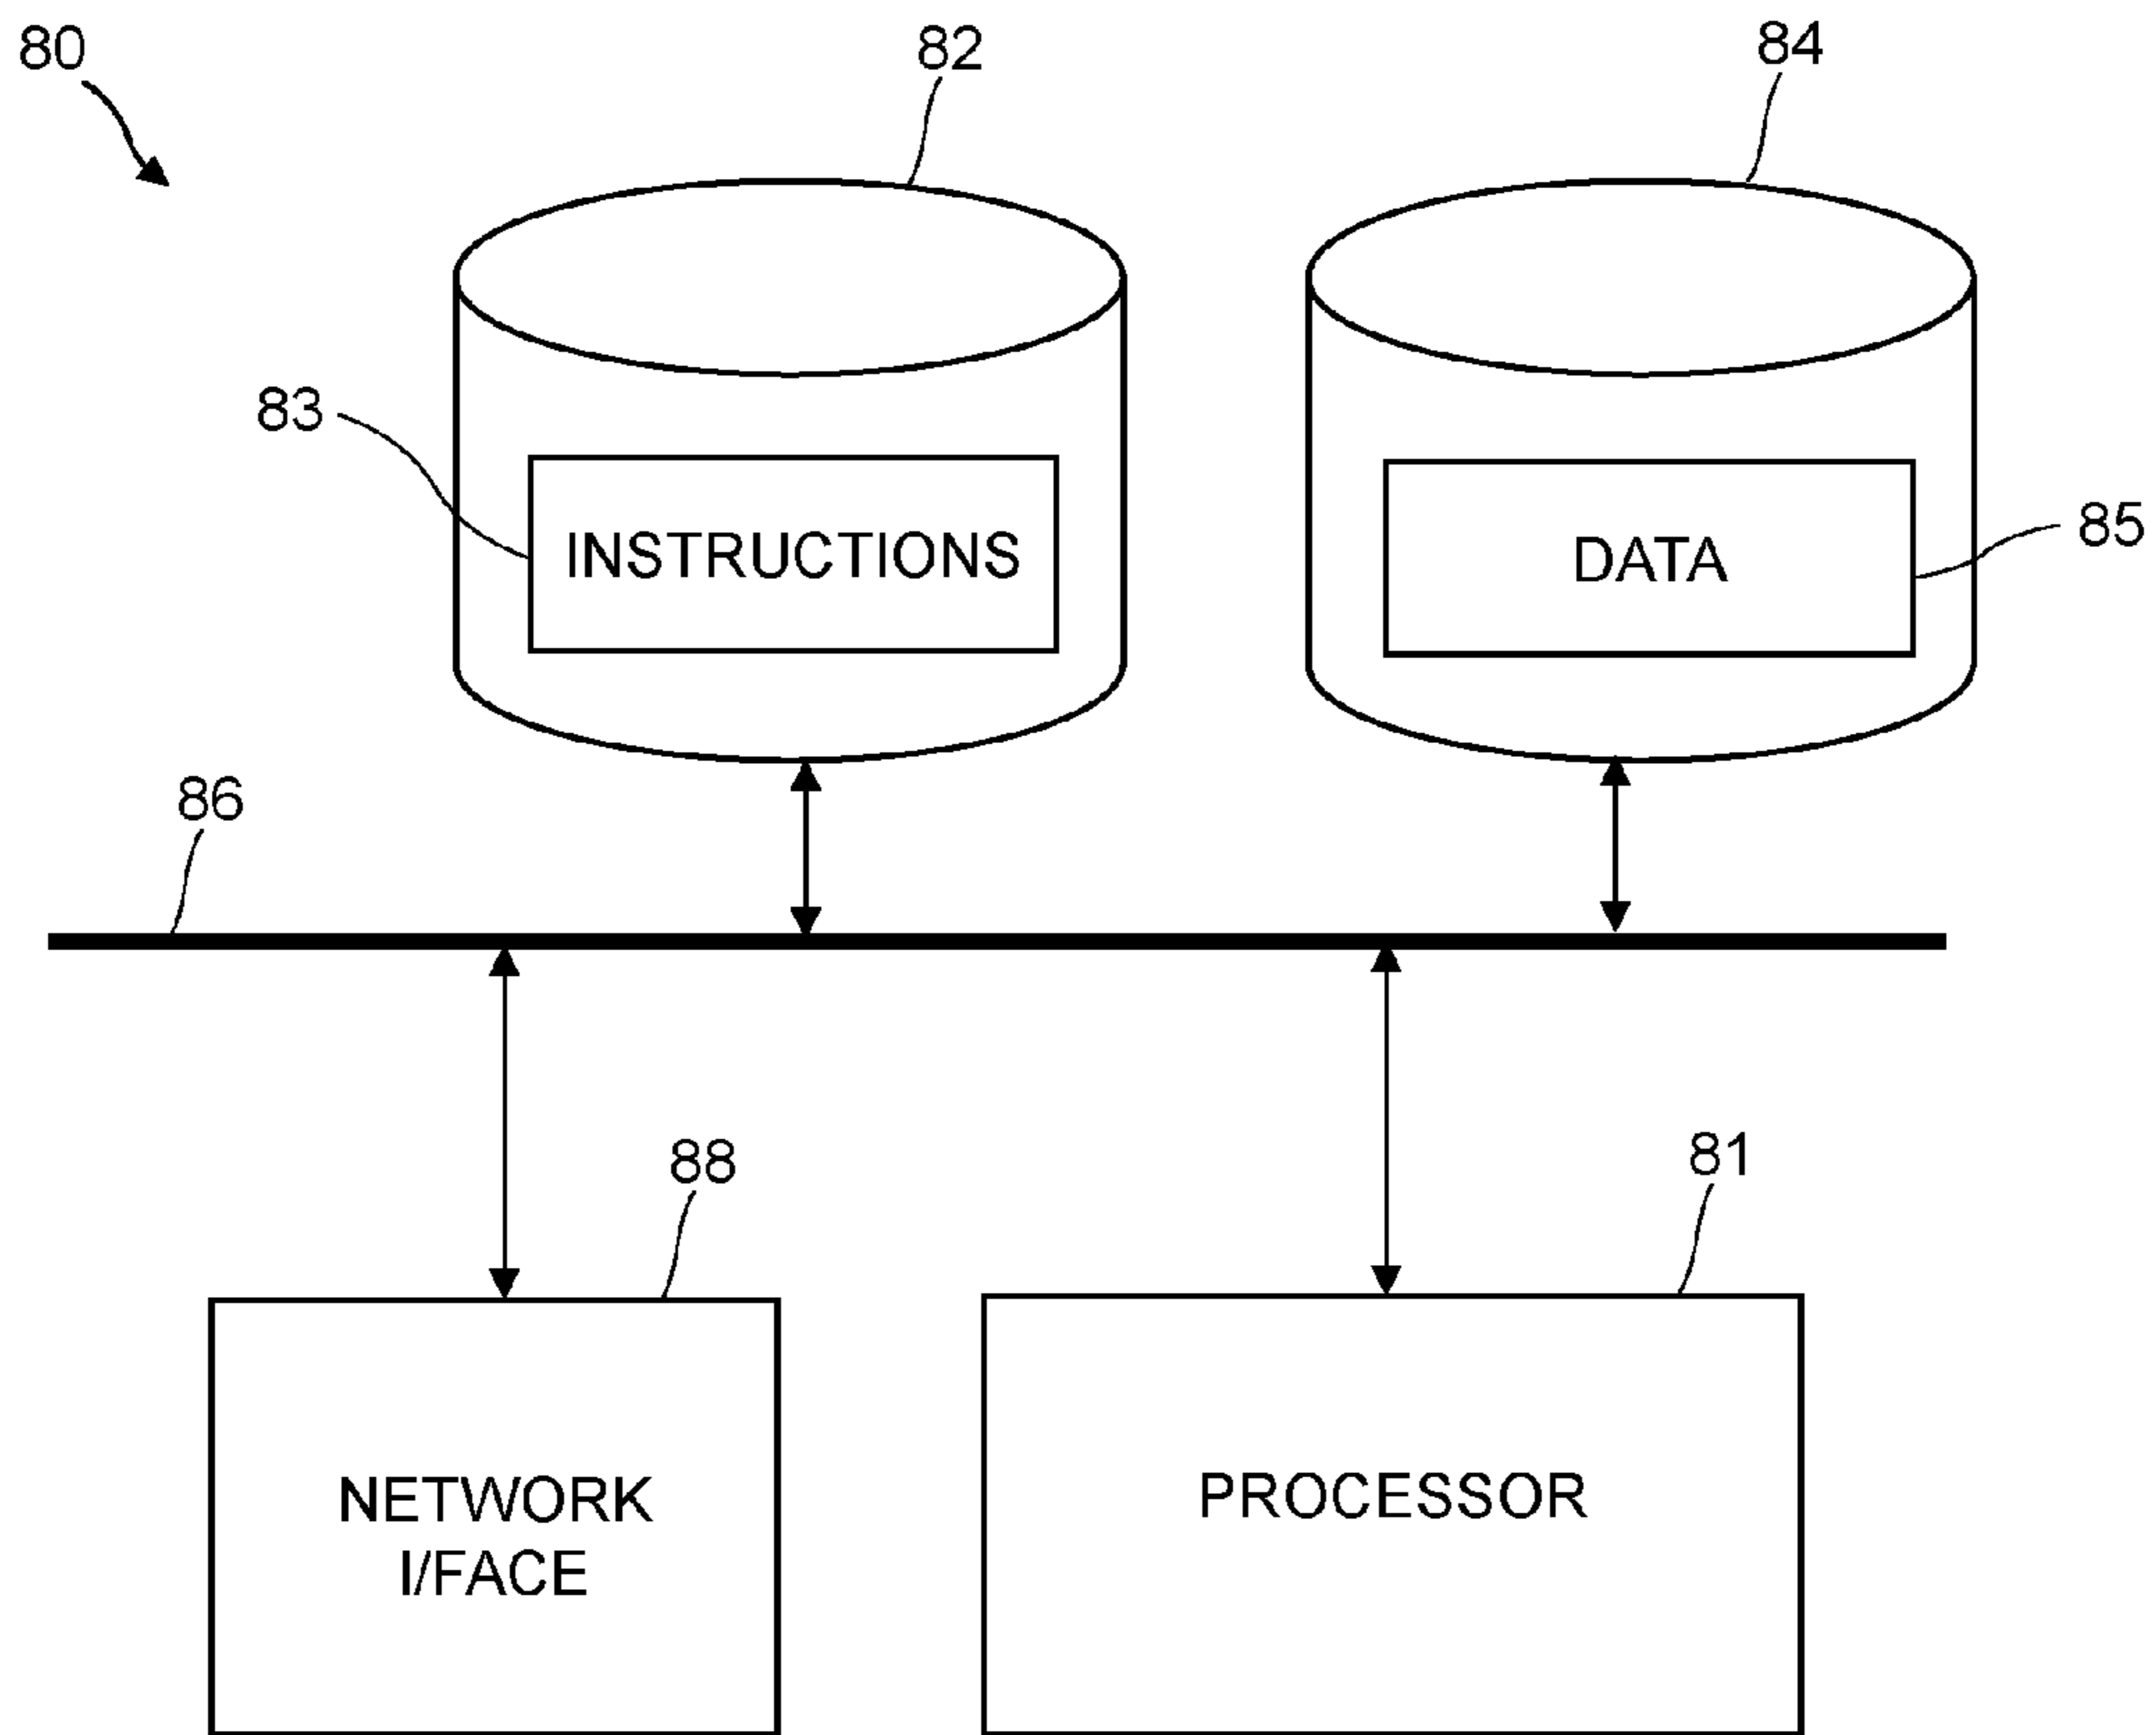 80
82
84
83
INSTRUCTIONS
DATA
85
86
88
81
NETWORK
I/FACE
PROCESSOR